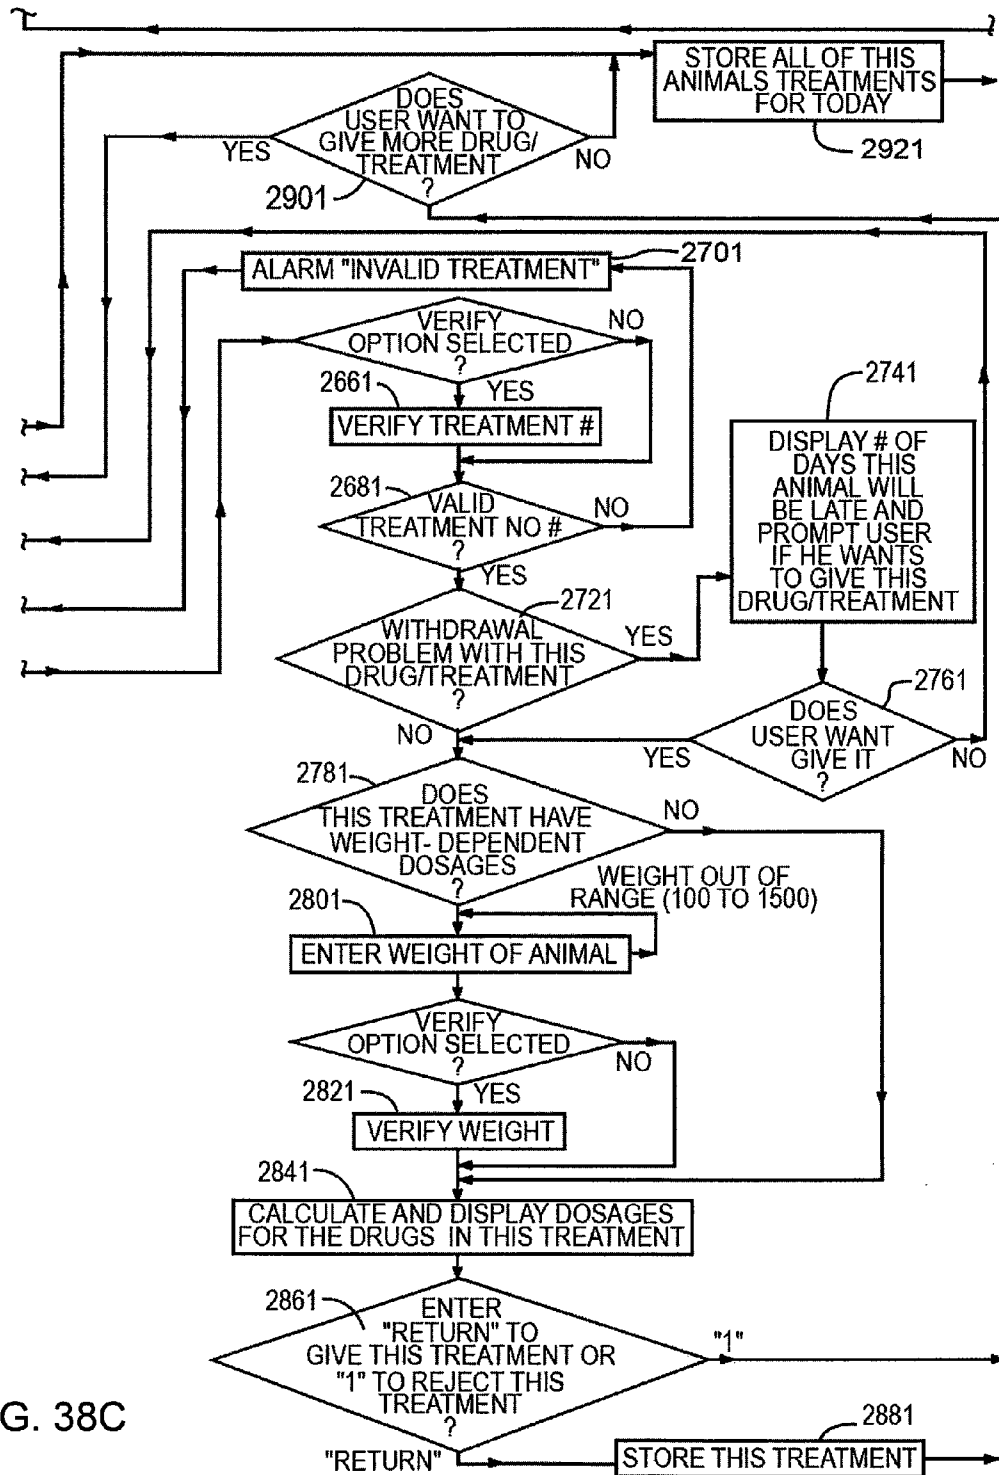 STORE ALL OF THIS
ANIMALS TREATMENTS
FOR TODAY
2921
DOES
USER WANT TO
GIVE MORE DRUG/
TREATMENT
?
YES
NO
2901
2701
ALARM "INVALID TREATMENT"
VERIFY
OPTION SELECTED
?
NO
YES
2661
VERIFY TREATMENT #
2681
VALID
TREATMENT NO #
?
NO
YES
2741
DISPLAY # OF
DAYS THIS
ANIMAL WILL
BE LATE AND
PROMPT USER
IF HE WANTS
TO GIVE THIS
DRUG/TREATMENT
2721
WITHDRAWAL
PROBLEM WITH THIS
DRUG/TREATMENT
?
YES
NO
2761
DOES
USER WANT
GIVE IT
?
YES
NO
2781
DOES
THIS TREATMENT HAVE
WEIGHT- DEPENDENT
DOSAGES
?
NO
WEIGHT OUT OF
RANGE (100 TO 1500)
2801
ENTER WEIGHT OF ANIMAL
VERIFY
OPTION SELECTED
?
NO
YES
2821
VERIFY WEIGHT
2841
CALCULATE AND DISPLAY DOSAGES
FOR THE DRUGS IN THIS TREATMENT
2861
ENTER
"RETURN" TO
GIVE THIS TREATMENT OR
"1" TO REJECT THIS
TREATMENT
?
"1"
"RETURN"
2881
STORE THIS TREATMENT
G. 38C